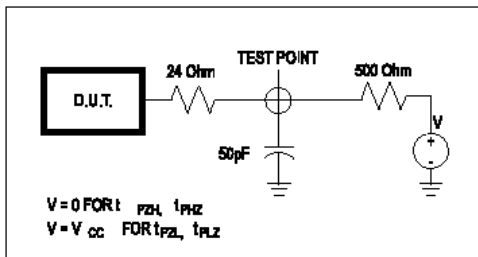 TEST POINT
24 Ohm
500 Ohm
D.U.T.
V
+
-
50pF
V = 0 FOR t PZH, tPHZ
V = V CC FOR tPZL, tPLZ